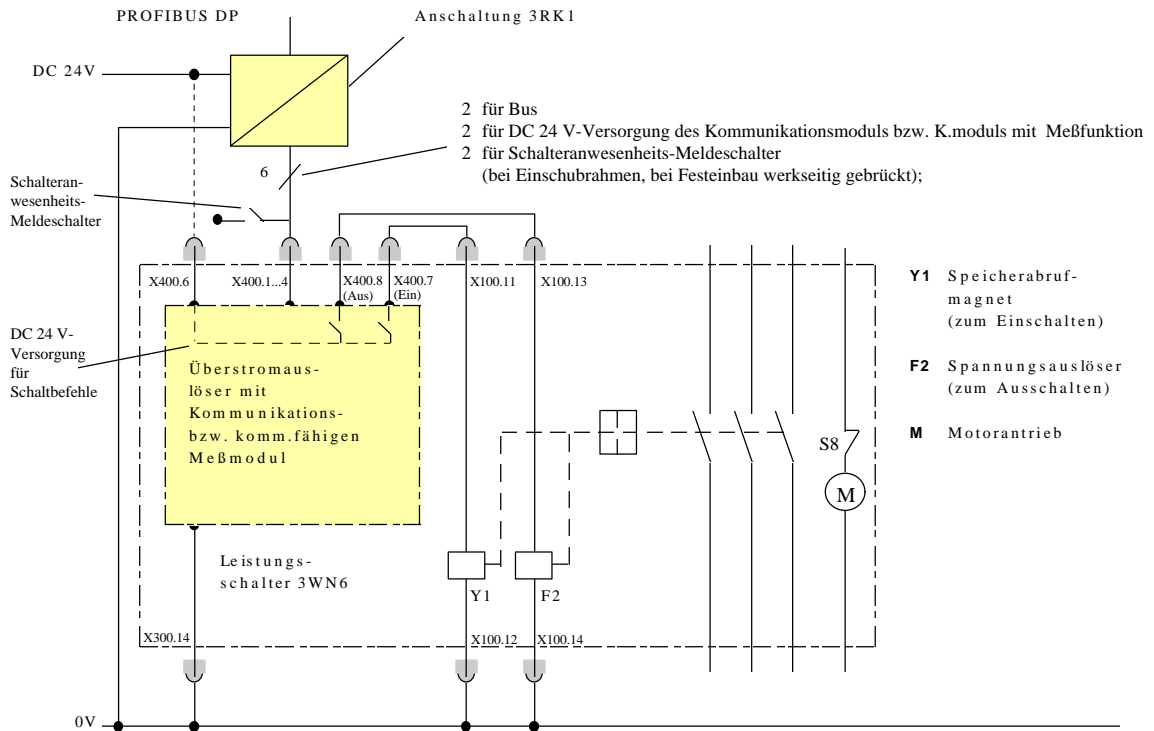 PROFIBUS DP
Anschaltung 3RK1
DC 24V
2 für Bus
2 für DC 24 V-Versorgung des Kommunikationsmoduls bzw. K.moduls mit Meßfunktion
2 für Schalteranwesenheits-Meldeschalter
(bei Einschubrahmen, bei Festeinbau werkseitig gebrückt);
6
Schalteran-
wesenheits-
Meldeschalter
X400.6
X400.1...4
X400.8
(Aus)
X400.7
(Ein)
X100.11
X100.13
Y1 Speicherabruf-
magnet
(zum Einschalten)
F2 Spannungsauslöser
(zum Ausschalten)
M Motorantrieb
DC 24 V-
Versorgung
für
Schaltbefehle
Überstromaus-
löser mit
Kommunikations-
bzw. komm.fähigen
Meßmodul
S8
M
Leistungs-
schalter 3WN6
Y1
F2
X300.14
X100.12
X100.14
0V